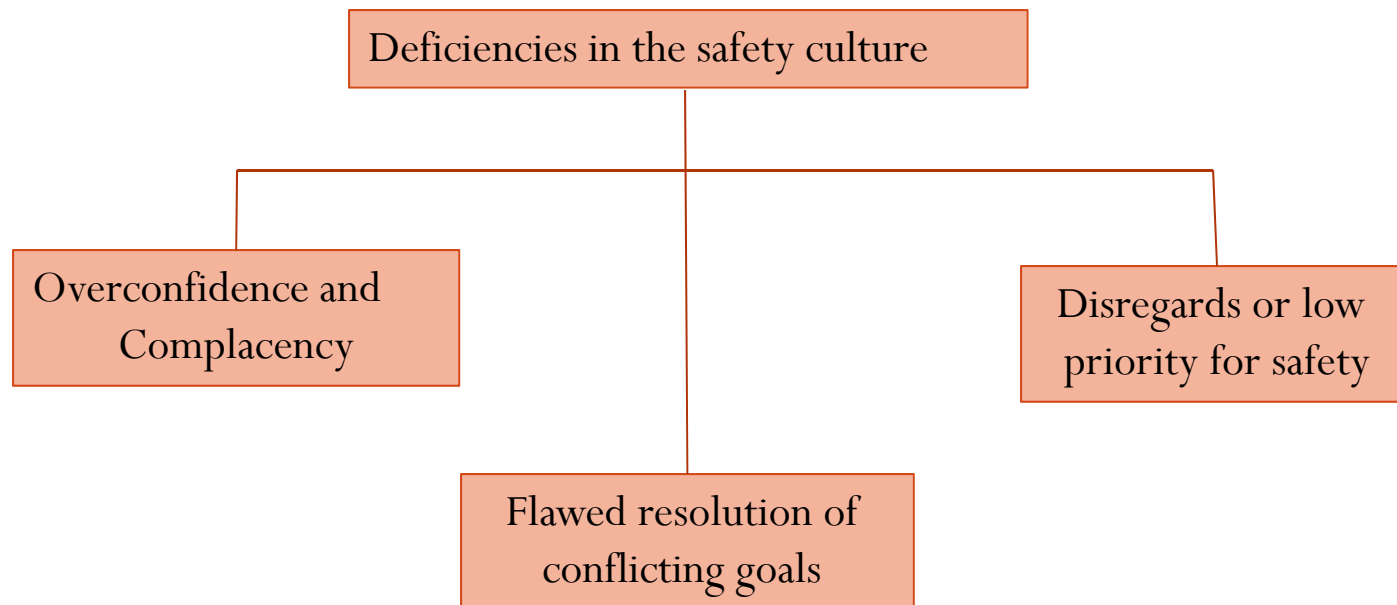 Deficiencies in the safety culture
Overconfidence and
Complacency
Disregards or low
priority for safety
Flawed resolution of
conflicting goals